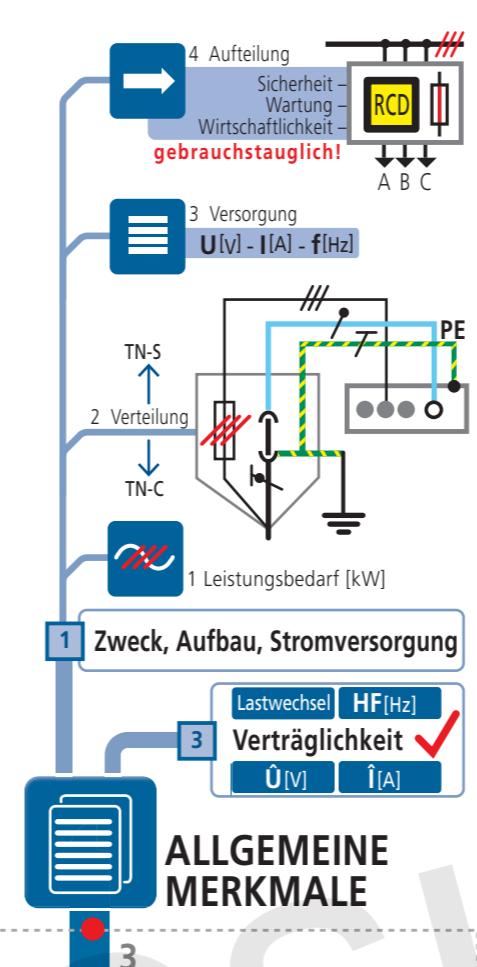 4 Aufteilung
Sicherheit –
Wartung –
Wirtschaftlichkeit –
gebrauchstauglich!
RCD
A B C
3 Versorgung
U[V] - I[A] - f[Hz]
PE
TN-S
2 Verteilung
TN-C
1 Leistungsbedarf [kW]
1 Zweck, Aufbau, Stromversorgung
Lastwechsel HF[Hz]
3 Verträglichkeit
Û[V] Î[A]
ALLGEMEINE
MERKMALE
3